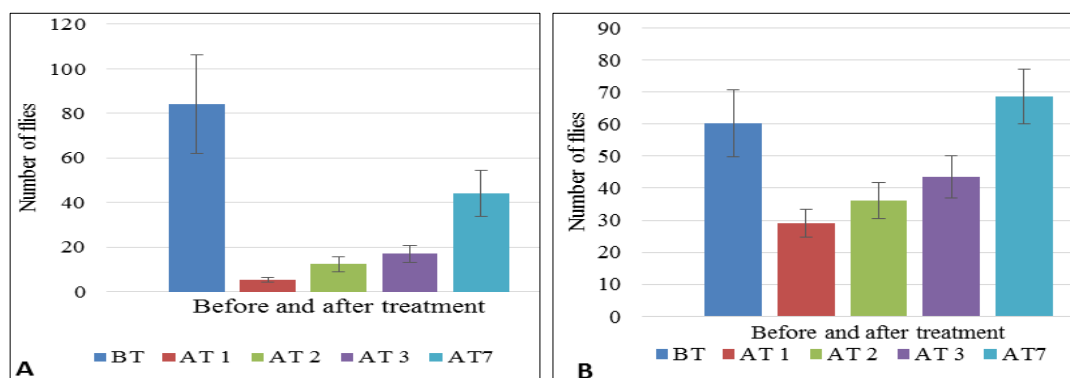 120
100
80
60
40
20
0
Number of flies
Before and after treatment
A
BT AT 1 AT 2 AT 3 AT7
90
80
70
60
50
40
30
20
10
0
Number of flies
Before and after treatment
B
BT AT 1 AT 2 AT 3 AT7